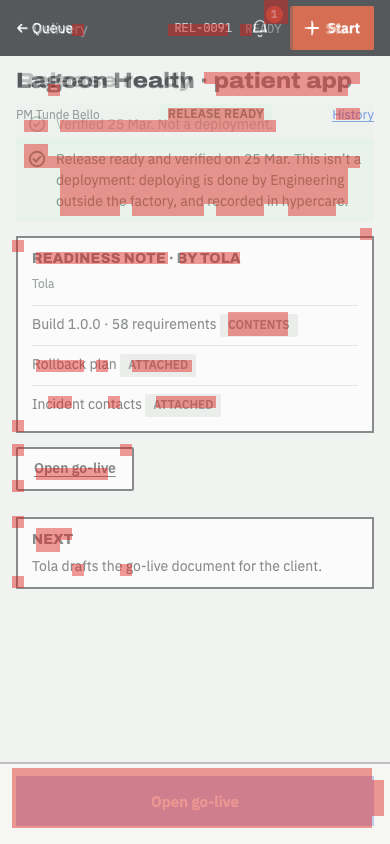 Queue REL-0091 READY 1 Start
Lagoon Health · patient app
PM Tunde Bello RELEASE READY History
Verified 25 Mar. Not a deployment.
Release ready and verified on 25 Mar. This isn't a
deployment: deploying is done by Engineering
outside the factory, and recorded in hypercare.
READINESS NOTE · BY TOLA
Tola
Build 1.0.0 · 58 requirements CONTENTS
Rollback plan ATTACHED
Incident contacts ATTACHED
Open go-live
NEXT
Tola drafts the go-live document for the client.
Open go-live